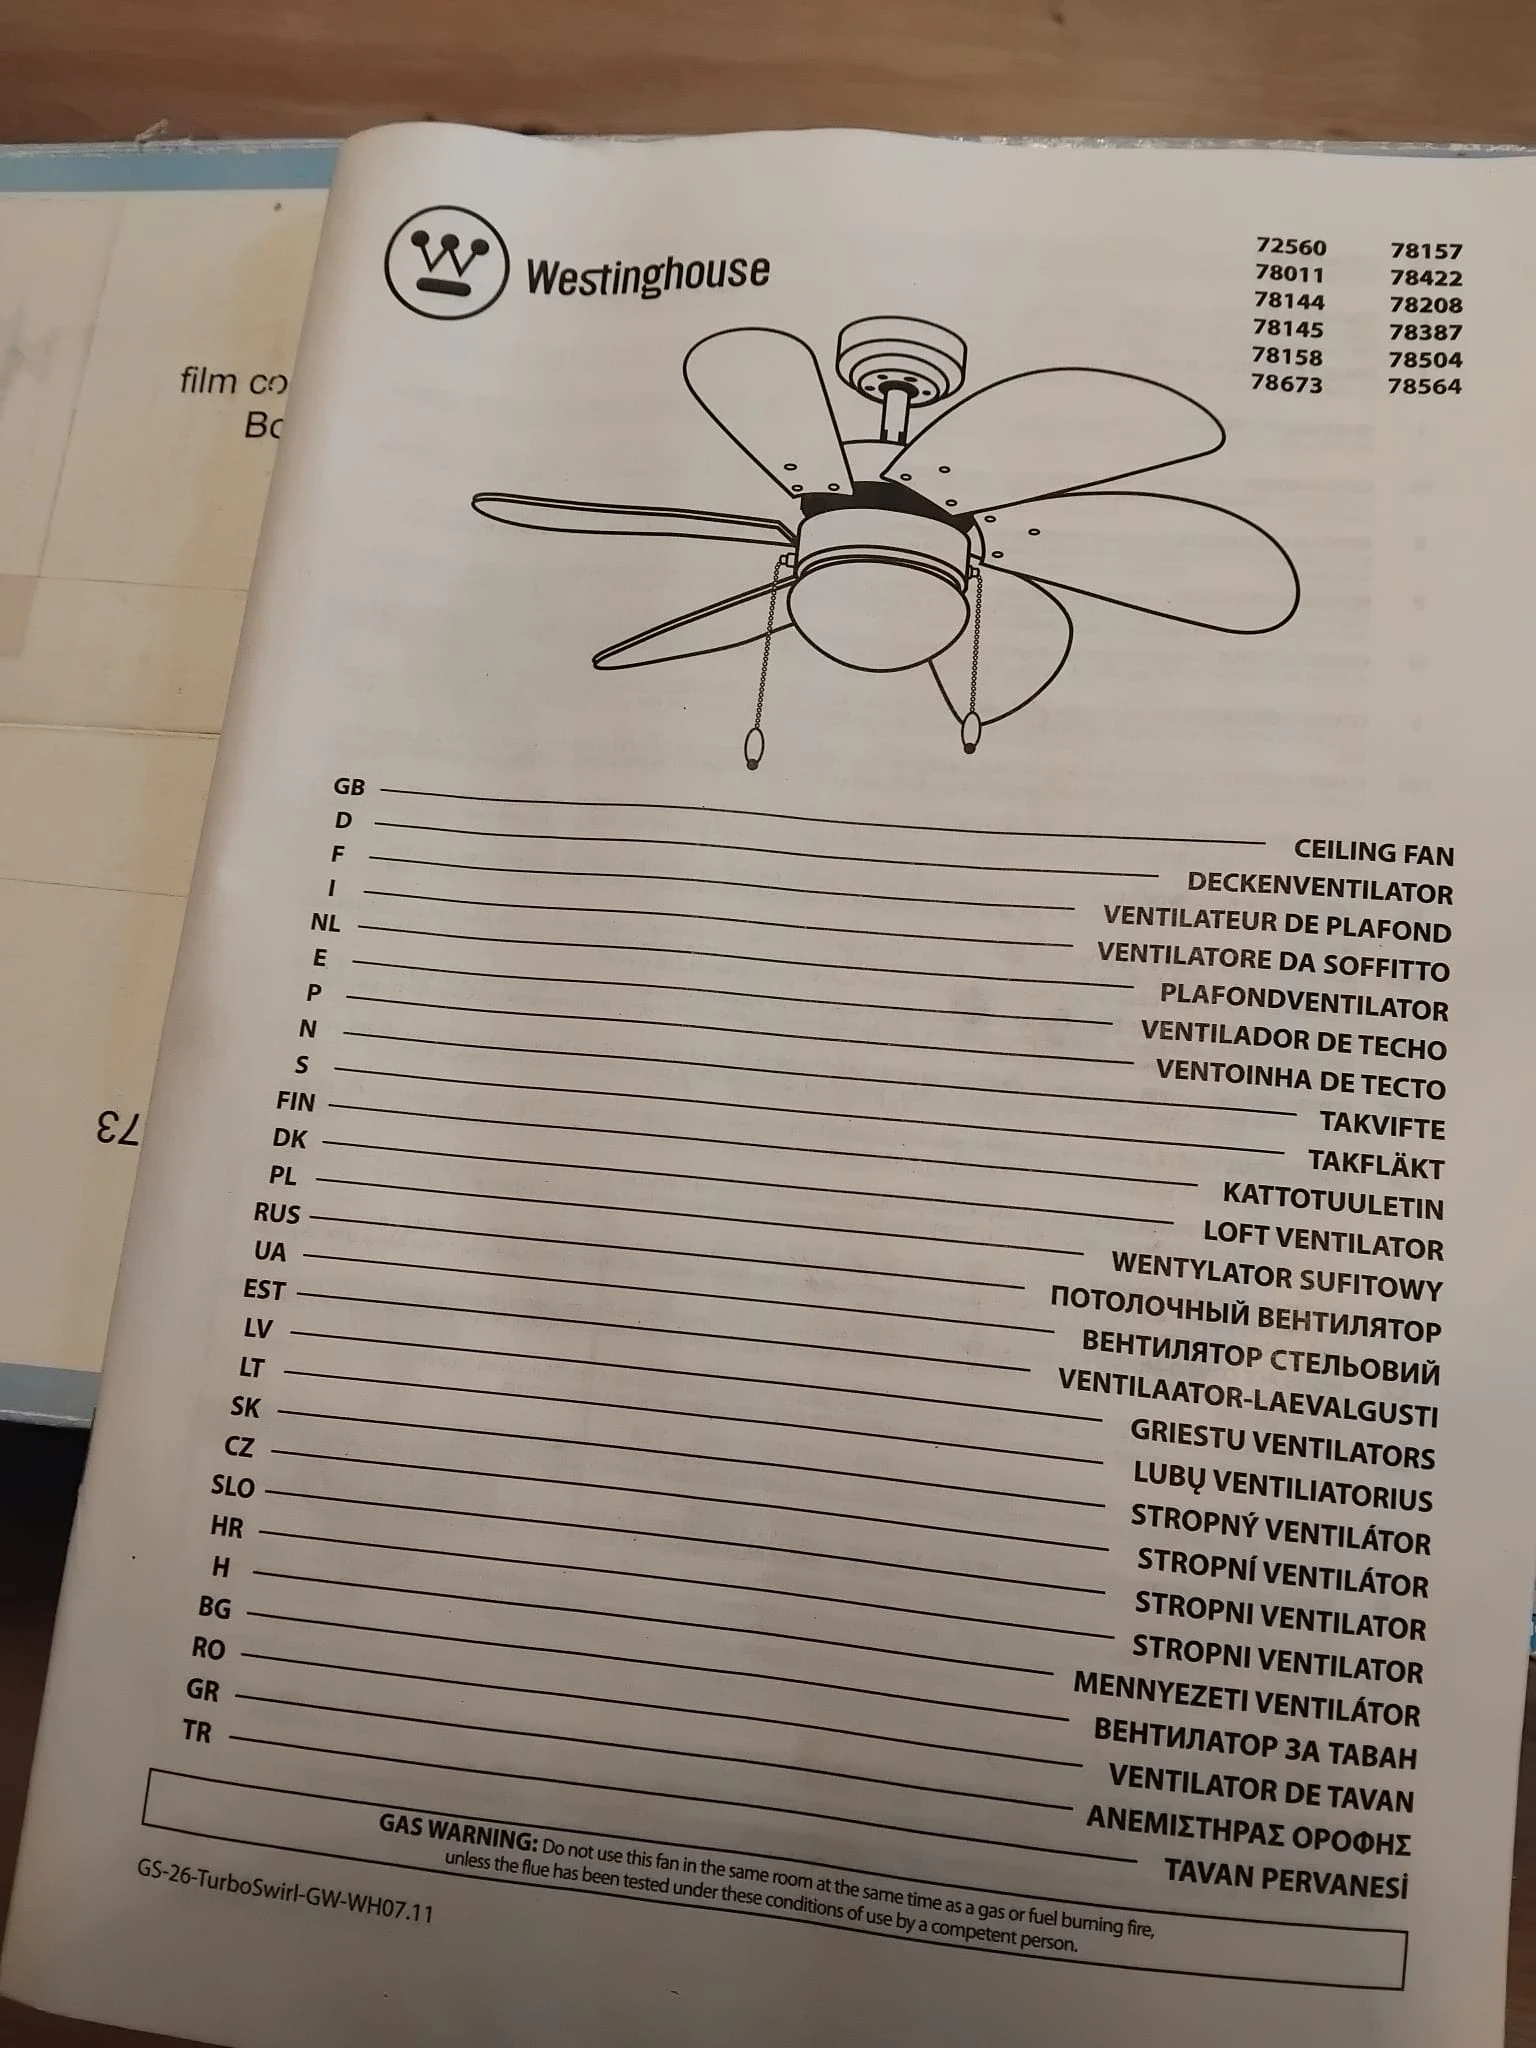 film co
Bo
73
Westinghouse
72560 78157
78011 78422
78144 78208
78145 78387
78158 78504
78673 78564
GB CEILING FAN
D DECKENVENTILATOR
F VENTILATEUR DE PLAFOND
I VENTILATORE DA SOFFITTO
NL PLAFONDVENTILATOR
E VENTILADOR DE TECHO
P VENTOINHA DE TECTO
N TAKVIFTE
S TAKFLÄKT
FIN KATTOTUULETIN
DK LOFT VENTILATOR
PL WENTYLATOR SUFITOWY
RUS ПОТОЛОЧНЫЙ ВЕНТИЛЯТОР
UA ВЕНТИЛЯТОР СТЕЛЬОВИЙ
EST VENTILAATOR-LAEVALGUSTI
LV GRIESTU VENTILATORS
LT LUBŲ VENTILIATORIUS
SK STROPNÝ VENTILÁTOR
CZ STROPNÍ VENTILÁTOR
SLO STROPNI VENTILATOR
HR STROPNI VENTILATOR
H MENNYEZETI VENTILÁTOR
BG ВЕНТИЛАТОР ЗА ТАВАН
RO VENTILATOR DE TAVAN
GR ΑΝΕΜΙΣΤΗΡΑΣ ΟΡΟΦΗΣ
TR TAVAN PERVANESİ
GAS WARNING: Do not use this fan in the same room at the same time as a gas or fuel burning fire,
unless the flue has been tested under these conditions of use by a competent person.
GS-26-TurboSwirl-GW-WH07.11